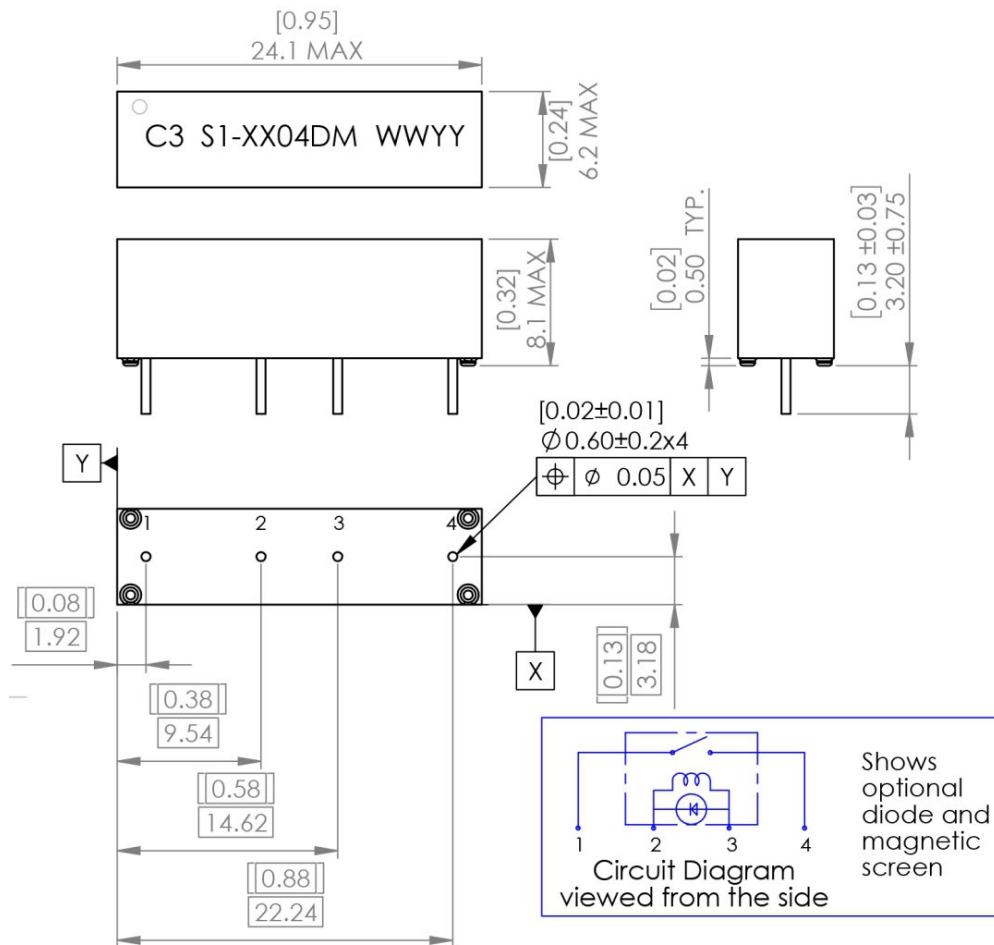 [0.95]
24.1 MAX
C3 S1-XX04DM WWYY
[0.24]
6.2 MAX
[0.32]
8.1 MAX
[0.02]
0.50 TYP.
[0.13 ±0.03]
3.20 ±0.75
[0.02±0.01]
Ø0.60±0.2x4
⌖ Ø 0.05 X Y
Y
1 2 3 4
X
[0.08]
1.92
[0.38]
9.54
[0.58]
14.62
[0.88]
22.24
[0.13]
3.18
1 2 3 4
Circuit Diagram
viewed from the side
Shows
optional
diode and
magnetic
screen